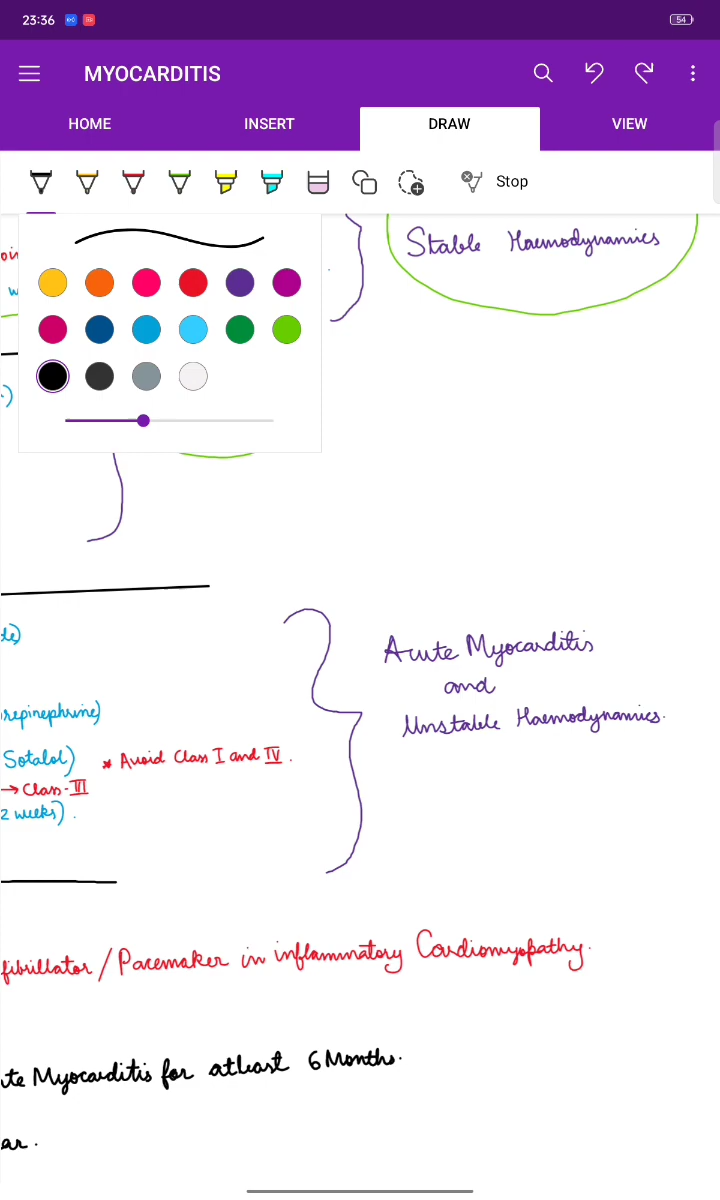 23:36
54
MYOCARDITIS
HOME INSERT DRAW VIEW
Stop
Stable Haemodynamics
Acute Myocarditis
and
Unstable Haemodynamics.
repinephrine)
Sotalol) * Avoid Class I and IV.
→ Class-III
2 weeks).
fibrillator / Pacemaker in inflammatory Cardiomyopathy.
te Myocarditis for atleast 6 Months.
ar.